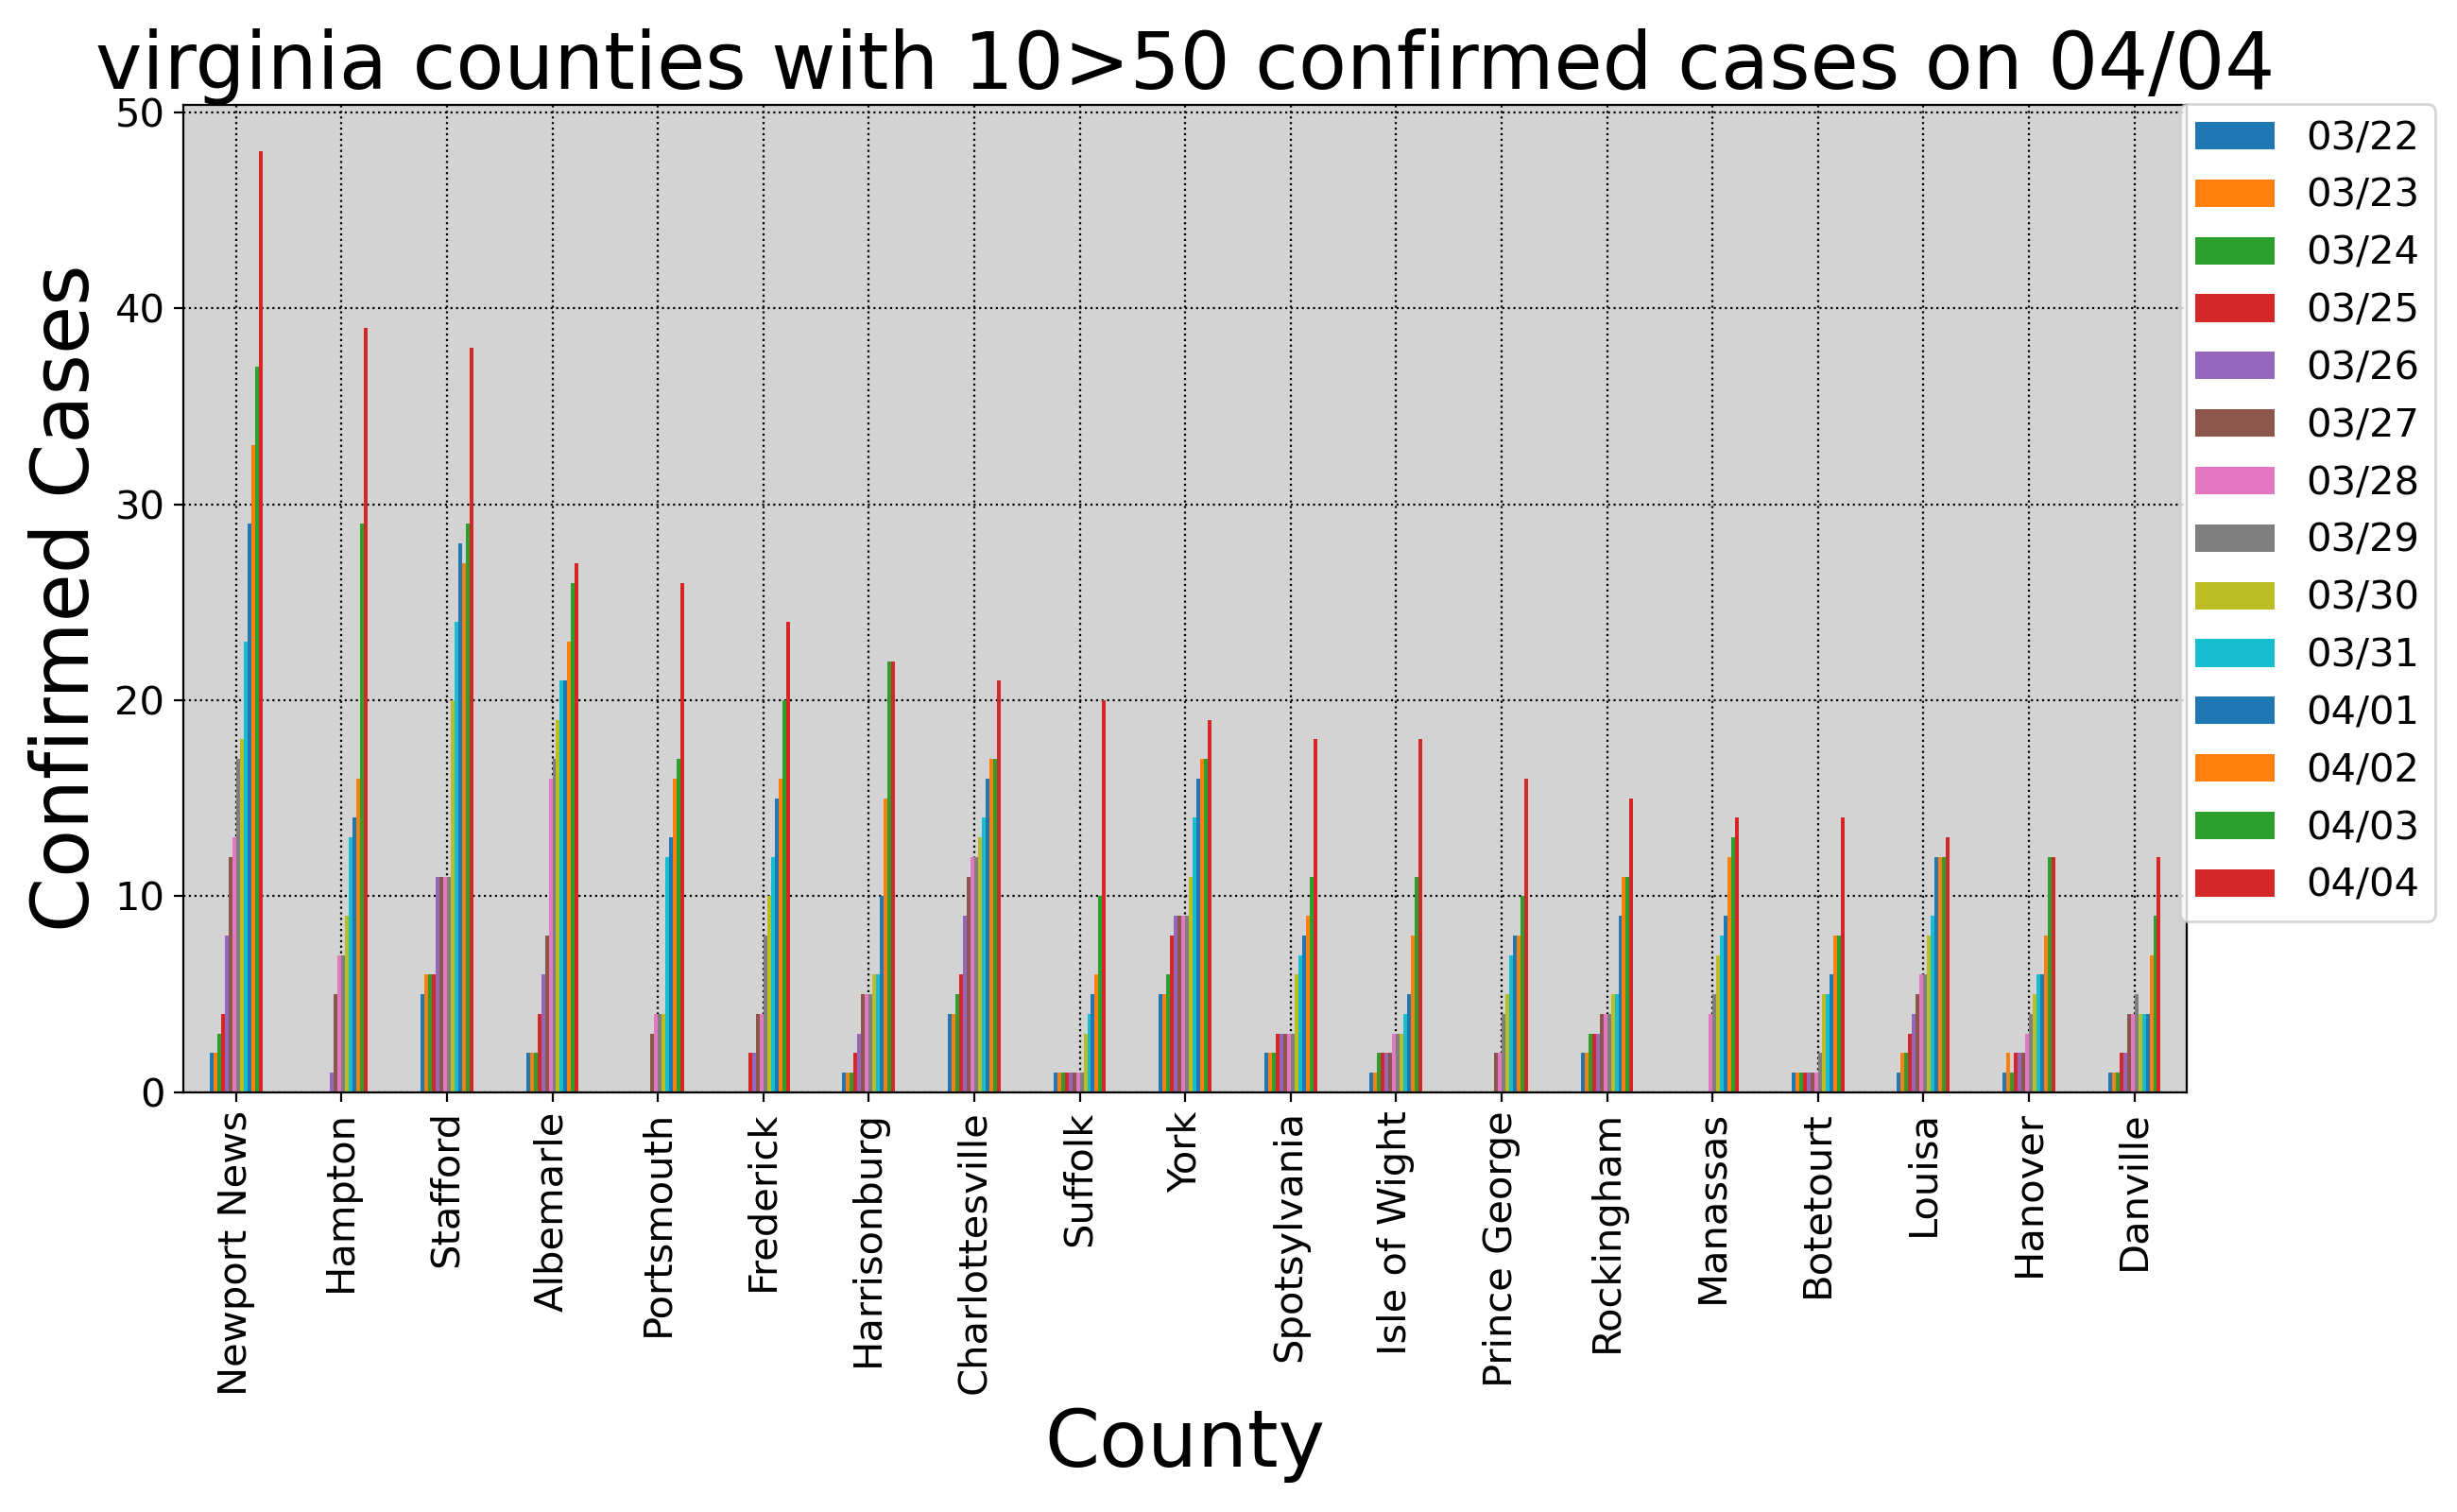 virginia counties with 10>50 confirmed cases on 04/04
Confirmed Cases
50
40
30
20
10
0
03/22
03/23
03/24
03/25
03/26
03/27
03/28
03/29
03/30
03/31
04/01
04/02
04/03
04/04
Newport News
Hampton
Stafford
Albemarle
Portsmouth
Frederick
Harrisonburg
Charlottesville
Suffolk
York
Spotsylvania
Isle of Wight
Prince George
Rockingham
Manassas
Botetourt
Louisa
Hanover
Danville
County